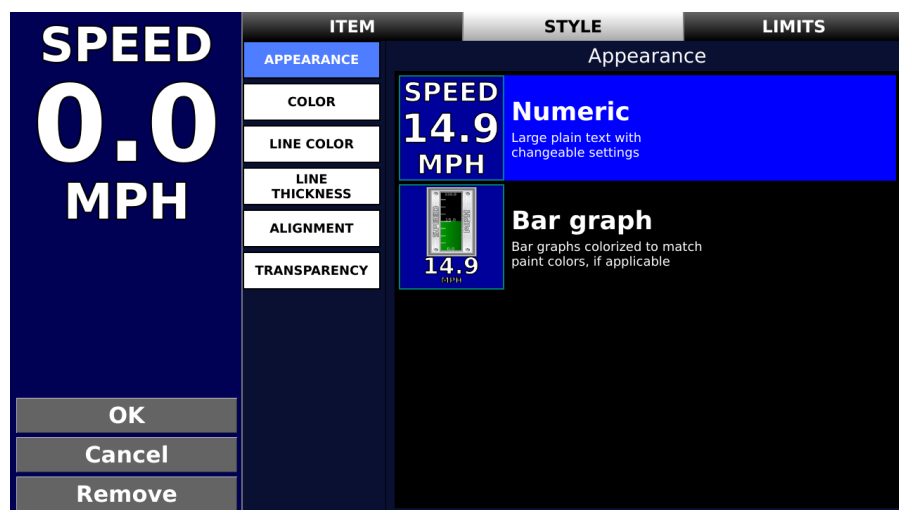 SPEED
0.0
MPH
OK
Cancel
Remove
ITEM
STYLE
LIMITS
APPEARANCE
COLOR
LINE COLOR
LINE
THICKNESS
ALIGNMENT
TRANSPARENCY
Appearance
SPEED
14.9
MPH
Numeric
Large plain text with
changeable settings
SPEED
MPH
14.9
MPH
Bar graph
Bar graphs colorized to match
paint colors, if applicable